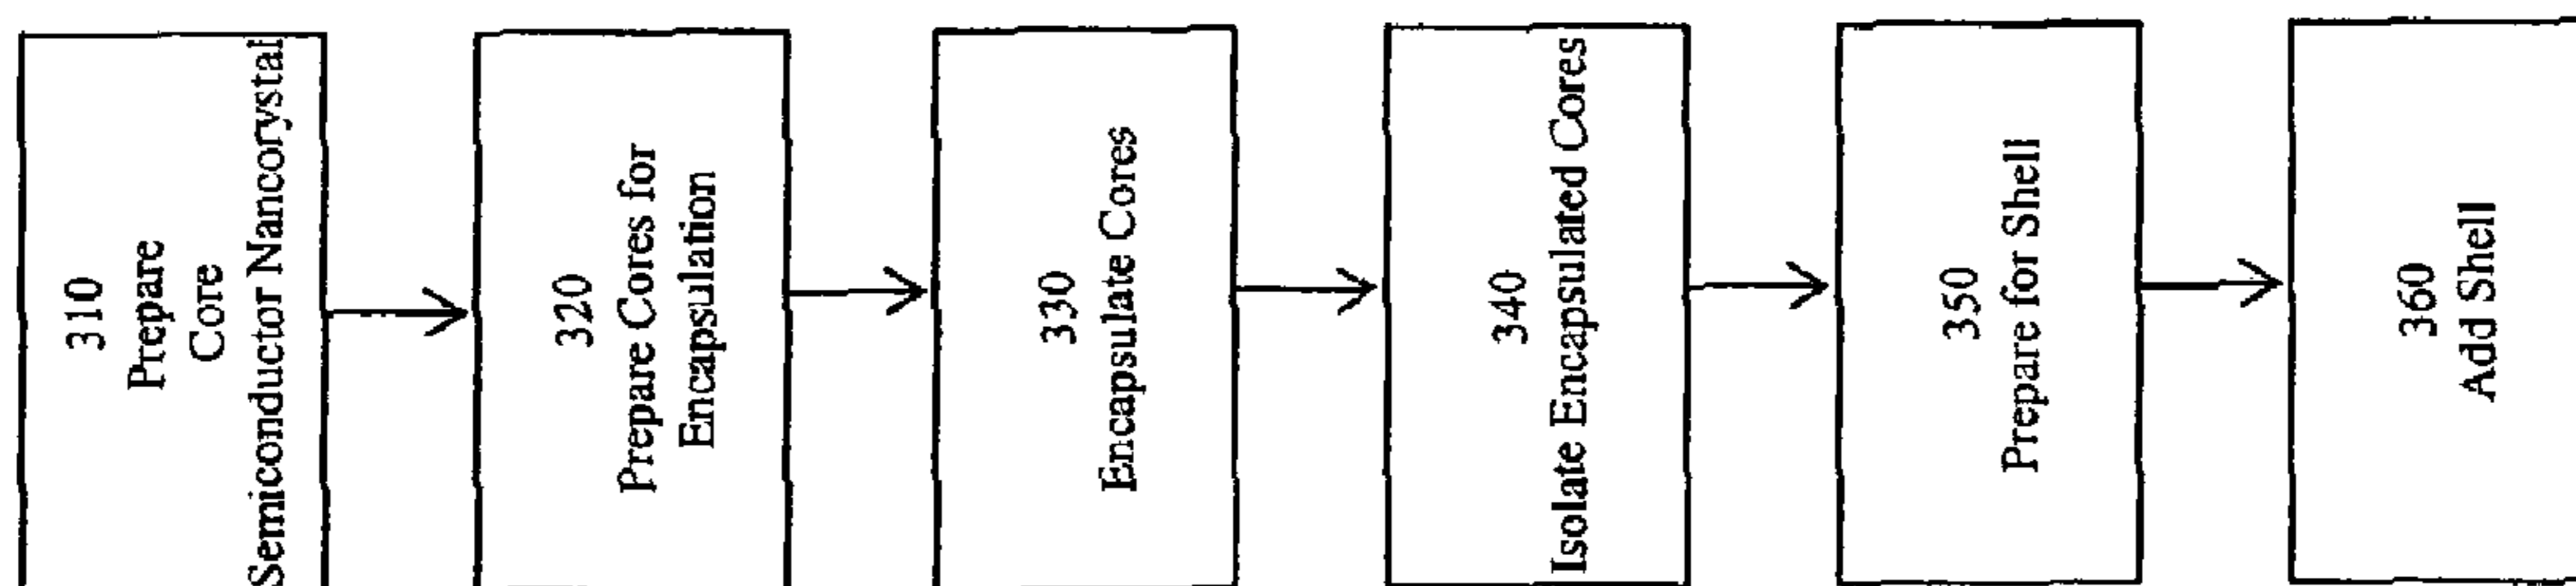 310
Prepare
Core
Semiconductor Nancorystal
320
Prepare Cores for
Encapsulation
330
Encapsulate Cores
340
Isolate Encapsulated Cores
350
Prepare for Shell
360
Add Shell